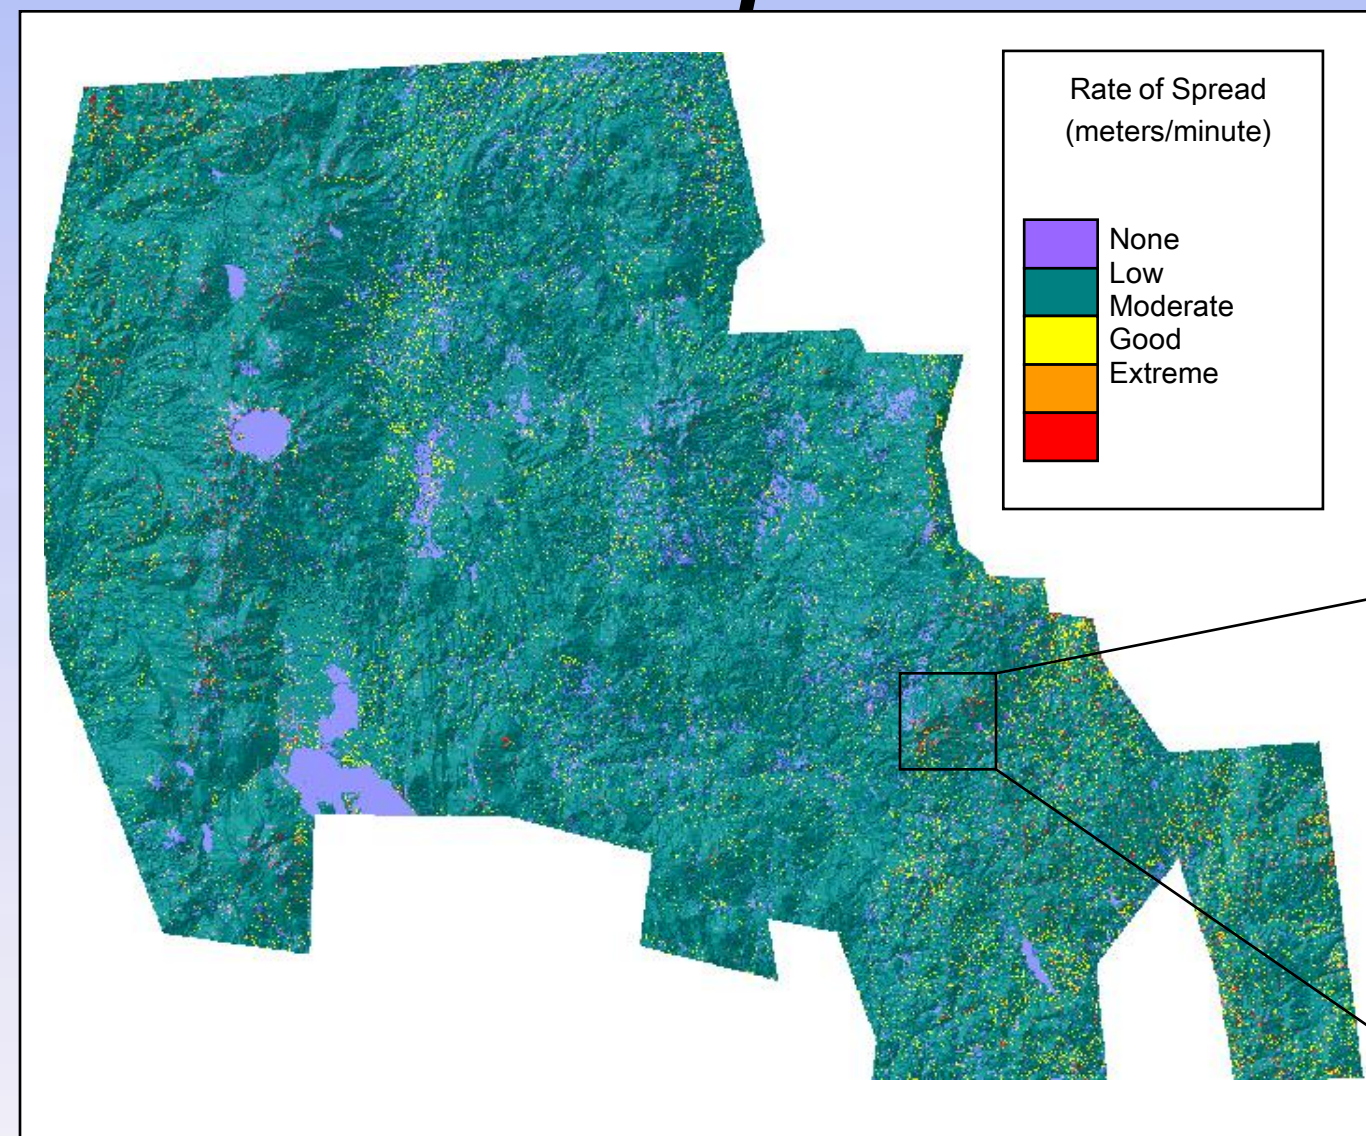 Rate of Spread
(meters/minute)
None
Low
Moderate
Good
Extreme